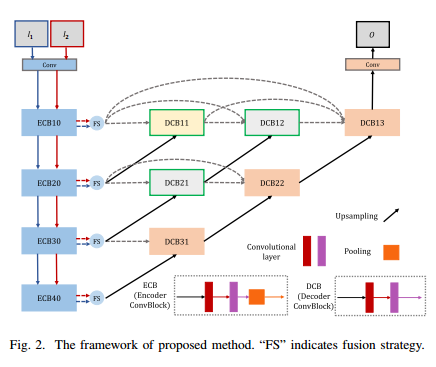 I1 I2 O
Conv Conv
ECB10 FS DCB11 DCB12 DCB13
ECB20 FS DCB21 DCB22
Upsampling
ECB30 FS DCB31
Convolutional
layer
Pooling
ECB40 FS
ECB
(Encoder
ConvBlock)
DCB
(Decoder
ConvBlock)
Fig. 2. The framework of proposed method. “FS” indicates fusion strategy.